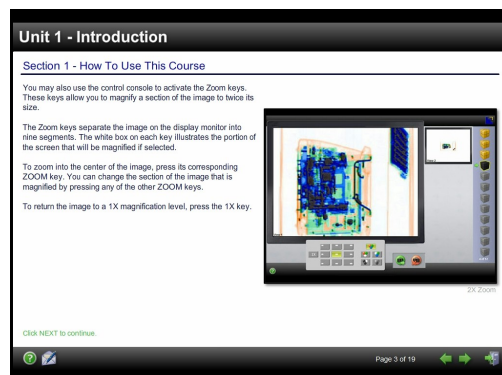 Unit 1 - Introduction
Section 1 - How To Use This Course
You may also use the control console to activate the Zoom keys.
These keys allow you to magnify a section of the image to twice its
size.
The Zoom keys separate the image on the display monitor into
nine segments. The white box on each key illustrates the portion of
the screen that will be magnified if selected.
To zoom into the center of the image, press its corresponding
ZOOM key. You can change the section of the image that is
magnified by pressing any of the other ZOOM keys.
To return the image to a 1X magnification level, press the 1X key.
2X Zoom
Click NEXT to continue.
Page 3 of 19